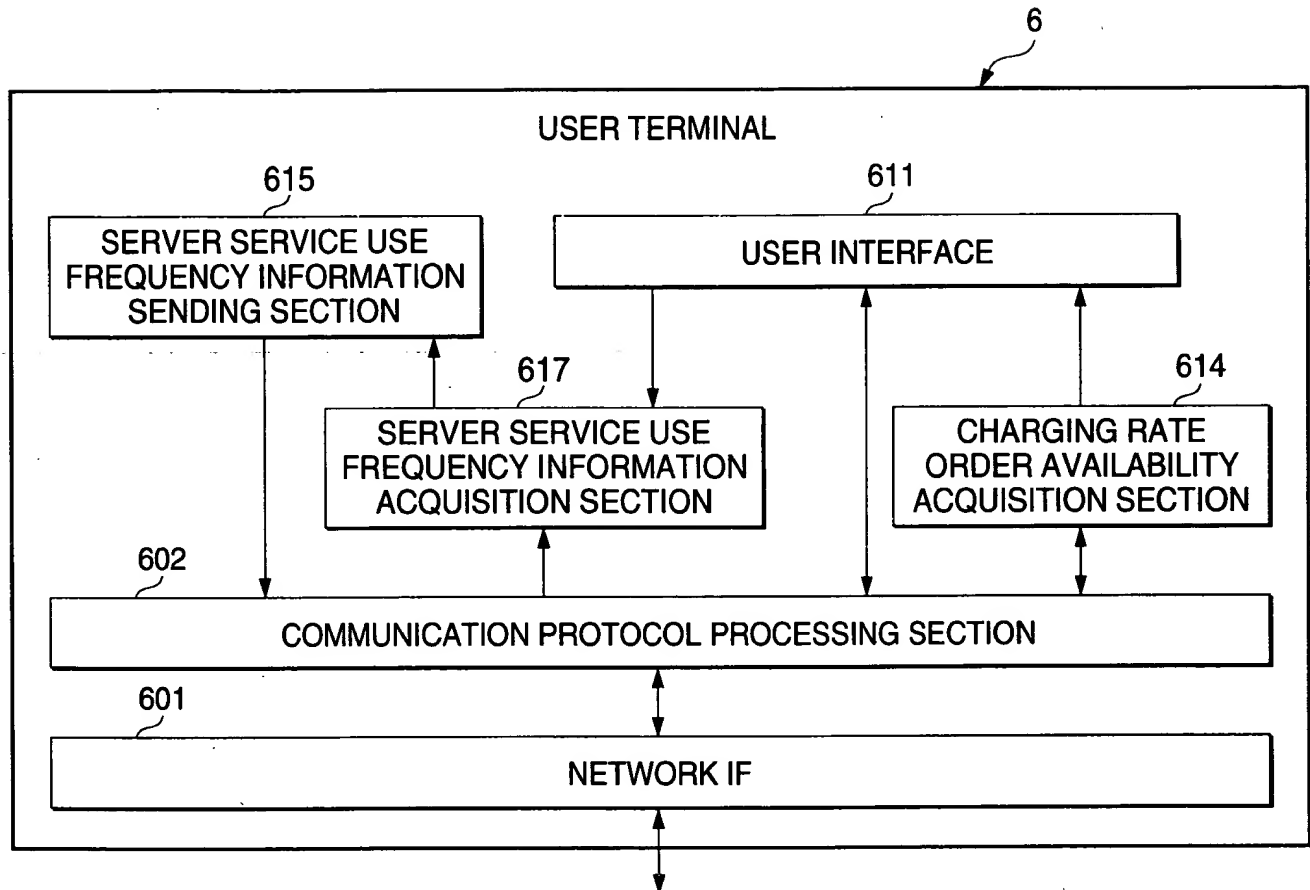 6
USER TERMINAL
615
611
SERVER SERVICE USE
FREQUENCY INFORMATION
SENDING SECTION
USER INTERFACE
617
614
SERVER SERVICE USE
FREQUENCY INFORMATION
ACQUISITION SECTION
CHARGING RATE
ORDER AVAILABILITY
ACQUISITION SECTION
602
COMMUNICATION PROTOCOL PROCESSING SECTION
601
NETWORK IF